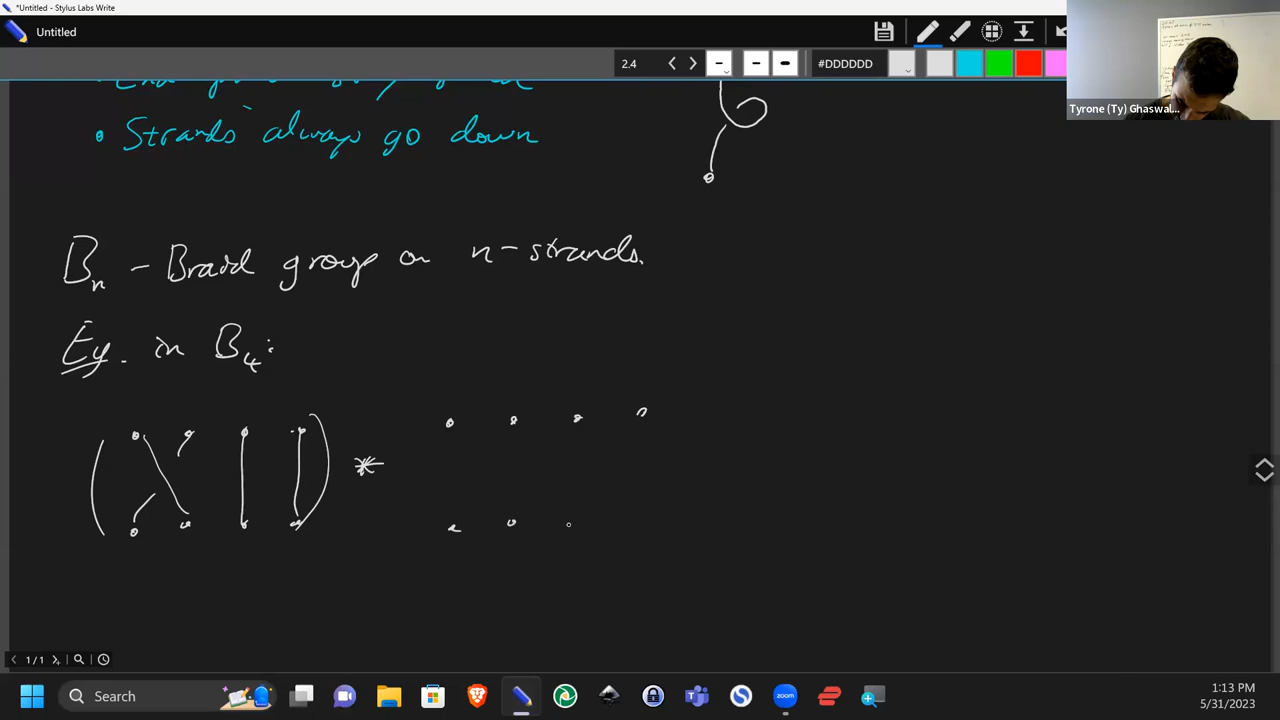 *Untitled - Stylus Labs Write
Untitled
2.4
#DDDDDD
• Strands always go down
Bn - Braid group on n-strands.
Eg. in B4:
*
Tyrone (Ty) Ghaswal...
1/1
Search
1:13 PM
5/31/2023